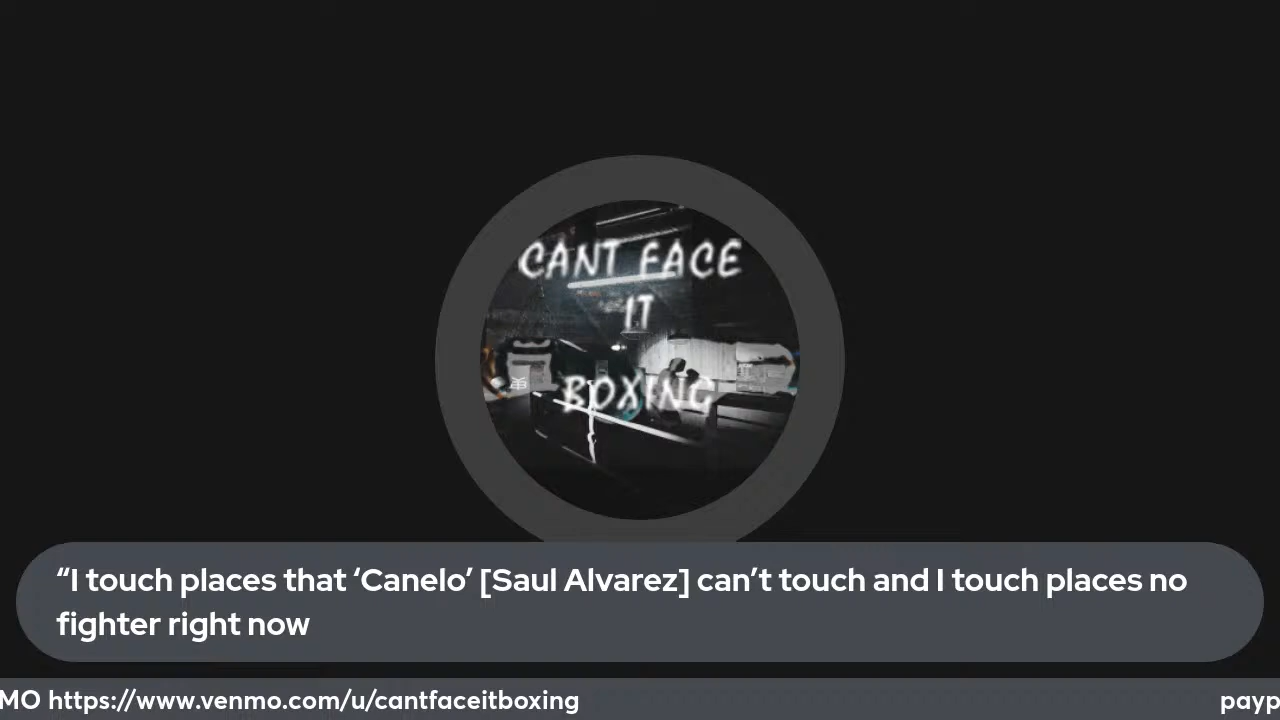 CANT FACE
IT
BOXING
“I touch places that ‘Canelo’ [Saul Alvarez] can’t touch and I touch places no
fighter right now
MO https://www.venmo.com/u/cantfaceitboxing
payp